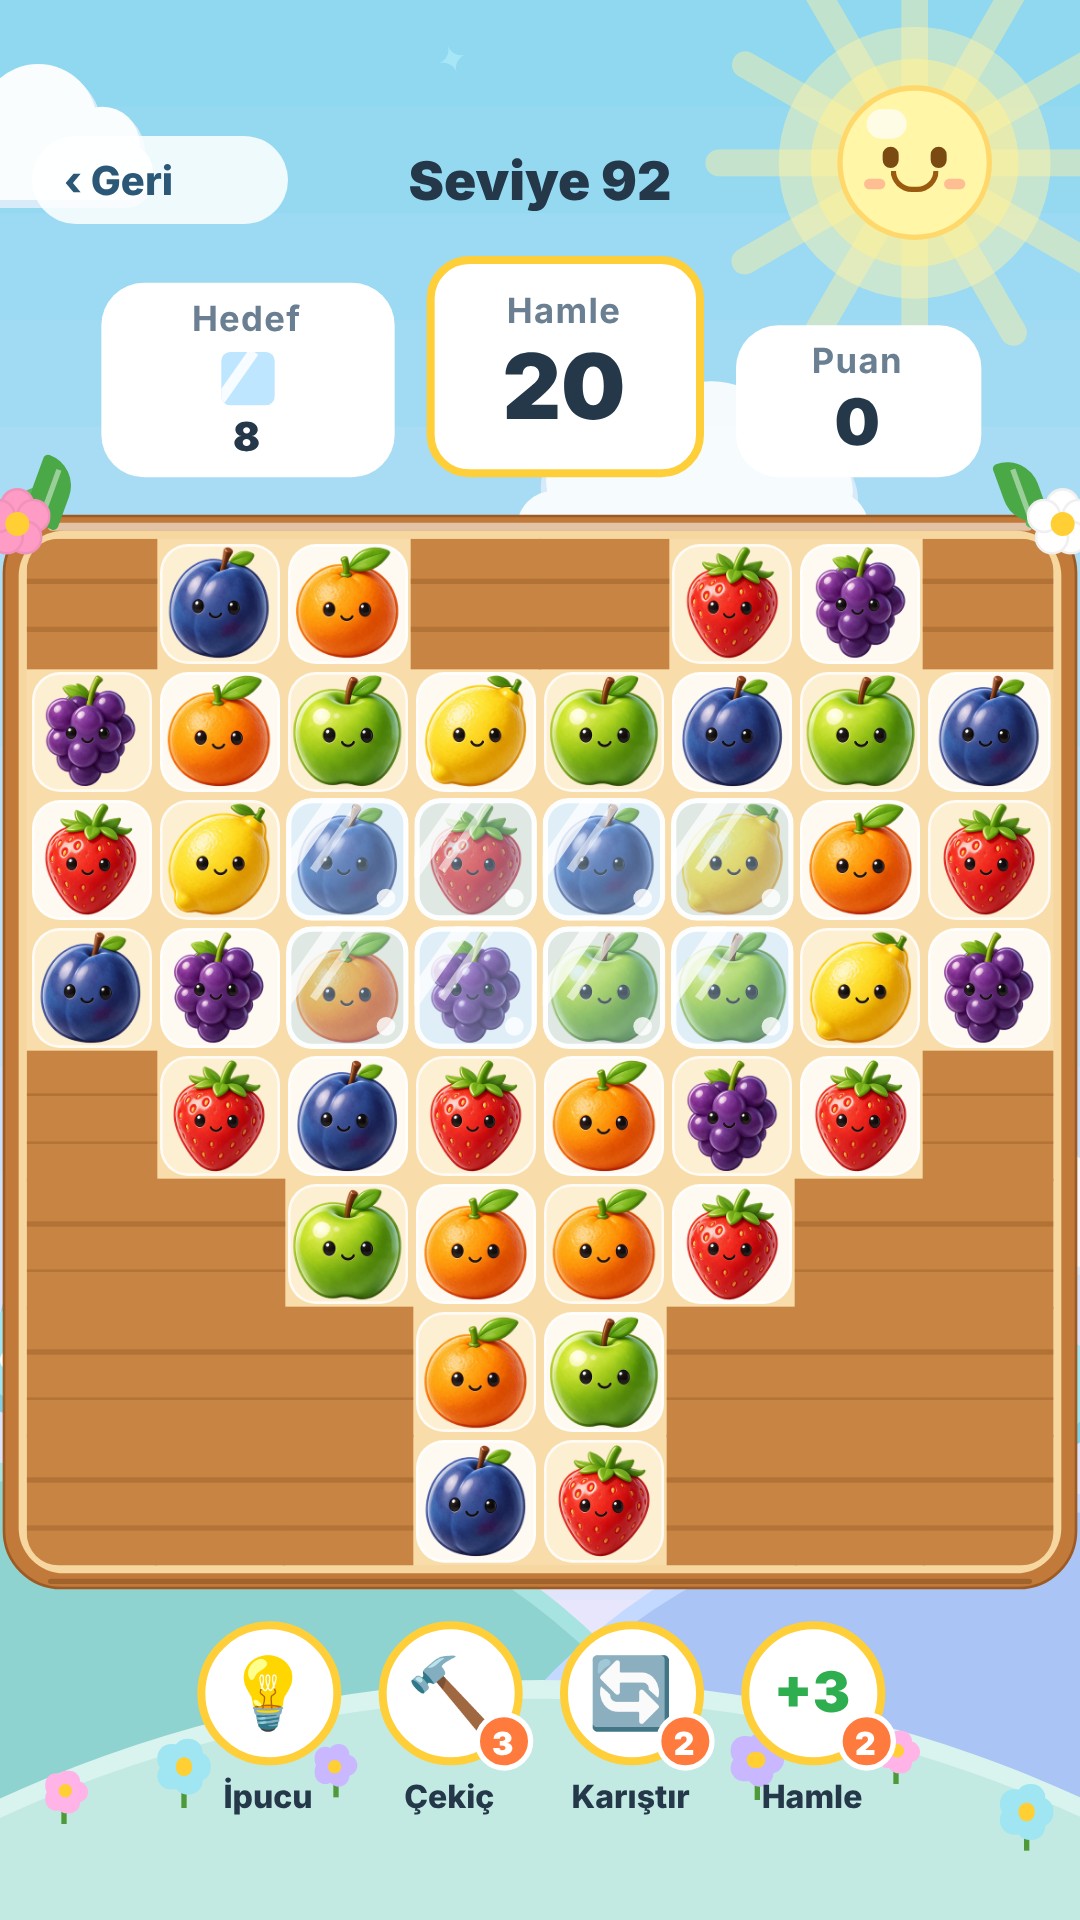 ‹ Geri
Seviye 92
Hedef
8
Hamle
20
Puan
0
+3
3
2
2
İpucu
Çekiç
Karıştır
Hamle